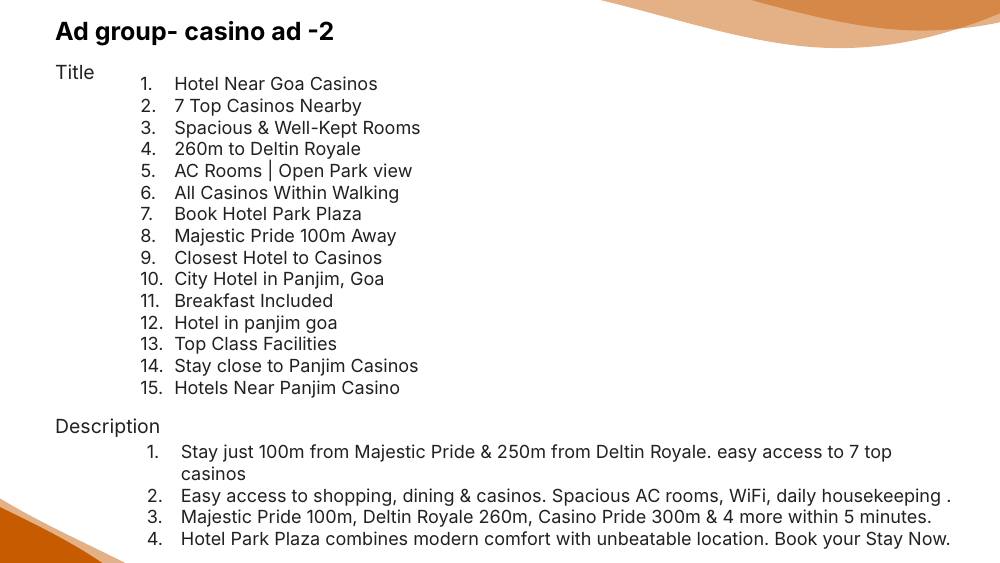 Ad group- casino ad -2
Title
1. Hotel Near Goa Casinos
2. 7 Top Casinos Nearby
3. Spacious & Well-Kept Rooms
4. 260m to Deltin Royale
5. AC Rooms | Open Park view
6. All Casinos Within Walking
7. Book Hotel Park Plaza
8. Majestic Pride 100m Away
9. Closest Hotel to Casinos
10. City Hotel in Panjim, Goa
11. Breakfast Included
12. Hotel in panjim goa
13. Top Class Facilities
14. Stay close to Panjim Casinos
15. Hotels Near Panjim Casino
Description
1. Stay just 100m from Majestic Pride & 250m from Deltin Royale. easy access to 7 top
casinos
2. Easy access to shopping, dining & casinos. Spacious AC rooms, WiFi, daily housekeeping .
3. Majestic Pride 100m, Deltin Royale 260m, Casino Pride 300m & 4 more within 5 minutes.
4. Hotel Park Plaza combines modern comfort with unbeatable location. Book your Stay Now.